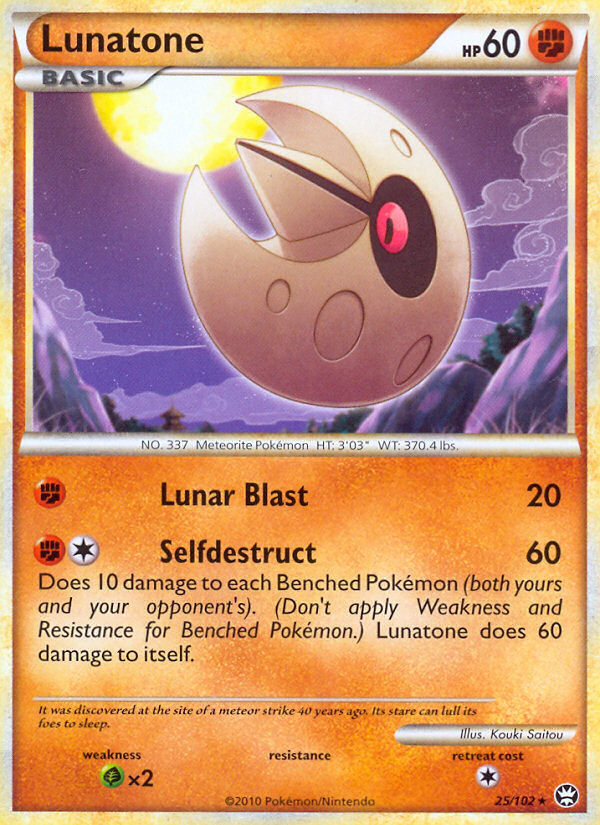 Lunatone
HP 60
BASIC
NO. 337 Meteorite Pokémon HT: 3'03" WT: 370.4 lbs.
Lunar Blast 20
Selfdestruct 60
Does 10 damage to each Benched Pokémon (both yours
and your opponent's). (Don't apply Weakness and
Resistance for Benched Pokémon.) Lunatone does 60
damage to itself.
It was discovered at the site of a meteor strike 40 years ago. Its stare can lull its
foes to sleep.
Illus. Kouki Saitou
weakness resistance retreat cost
×2
©2010 Pokémon/Nintendo 25/102 ★